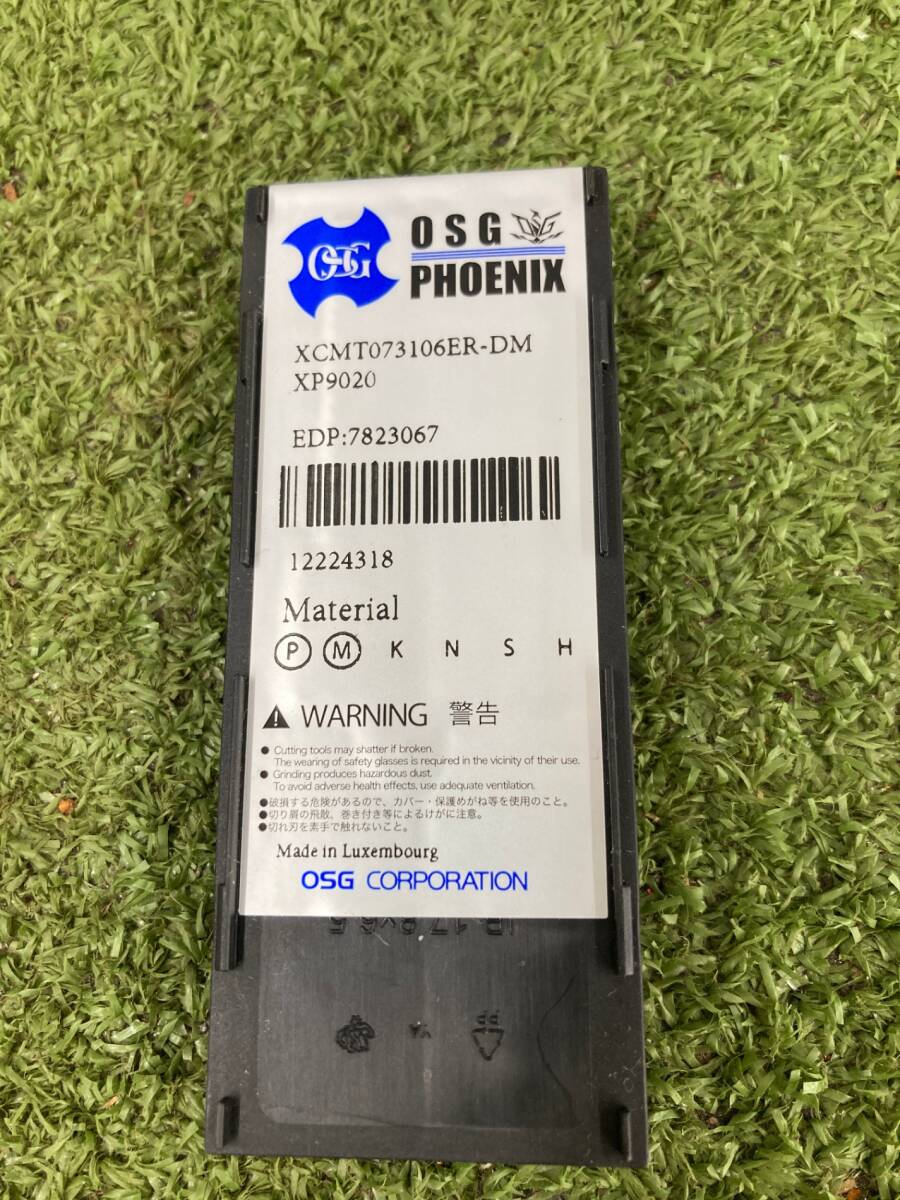 OSG
OSG OSG
PHOENIX
XCMT073106ER-DM
XP9020
EDP:7823067
12224318
Material
P M K N S H
WARNING 警告
● Cutting tools may shatter if broken.
The wearing of safety glasses is required in the vicinity of their use.
● Grinding produces hazardous dust.
To avoid adverse health effects, use adequate ventilation.
●破損する危険があるので、カバー・保護めがね等を使用のこと。
●切り屑の飛散、巻き付き等によるけがに注意。
●切れ刃を素手で触れないこと。
Made in Luxembourg
OSG CORPORATION
PP